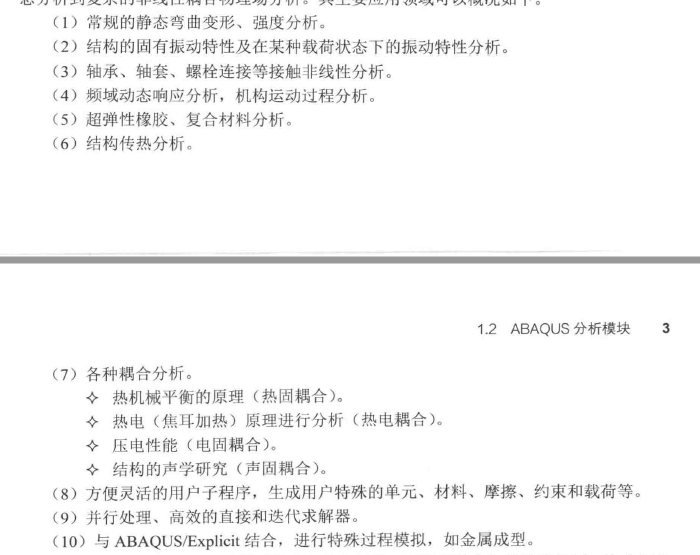 （1）常规的静态弯曲变形、强度分析。
（2）结构的固有振动特性及在某种载荷状态下的振动特性分析。
（3）轴承、轴套、螺栓连接等接触非线性分析。
（4）频域动态响应分析，机构运动过程分析。
（5）超弹性橡胶、复合材料分析。
（6）结构传热分析。
1.2 ABAQUS 分析模块 3
（7）各种耦合分析。
✧ 热机械平衡的原理（热固耦合）。
✧ 热电（焦耳加热）原理进行分析（热电耦合）。
✧ 压电性能（电固耦合）。
✧ 结构的声学研究（声固耦合）。
（8）方便灵活的用户子程序，生成用户特殊的单元、材料、摩擦、约束和载荷等。
（9）并行处理、高效的直接和迭代求解器。
（10）与 ABAQUS/Explicit 结合，进行特殊过程模拟，如金属成型。